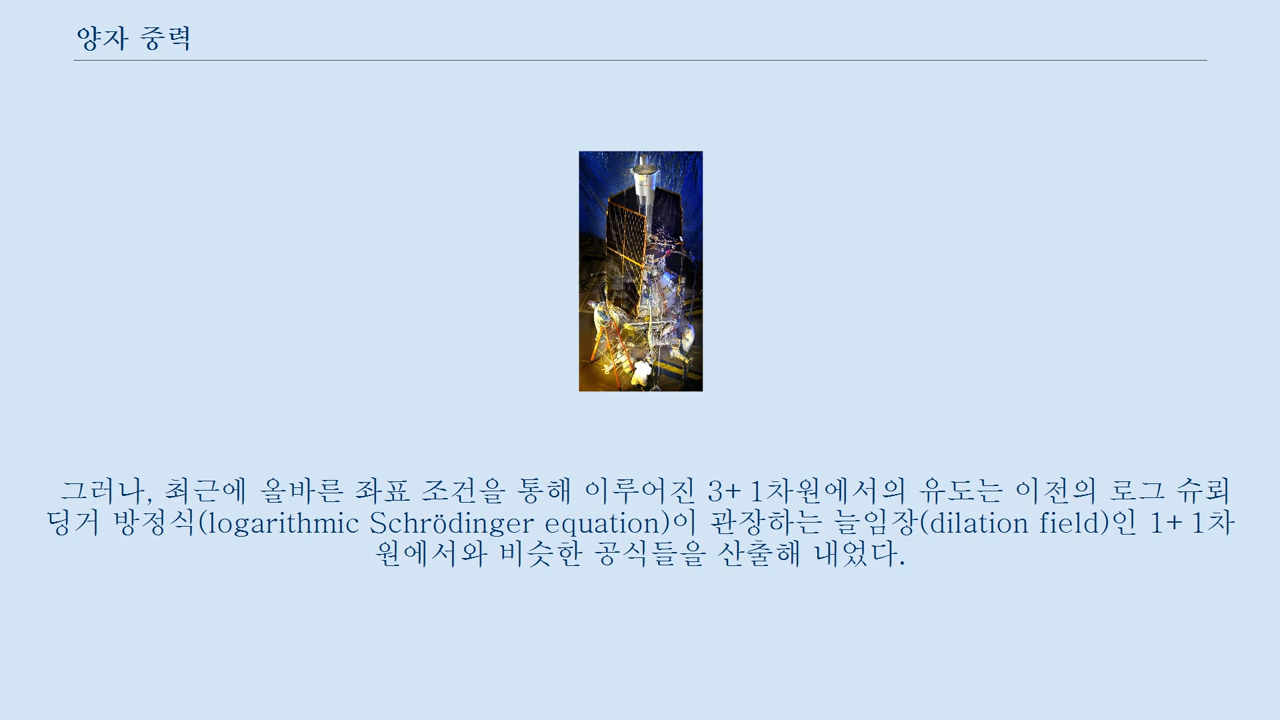 양자 중력
그러나, 최근에 올바른 좌표 조건을 통해 이루어진 3+1차원에서의 유도는 이전의 로그 슈뢰
딩거 방정식(logarithmic Schrödinger equation)이 관장하는 늘임장(dilation field)인 1+1차
원에서와 비슷한 공식들을 산출해 내었다.